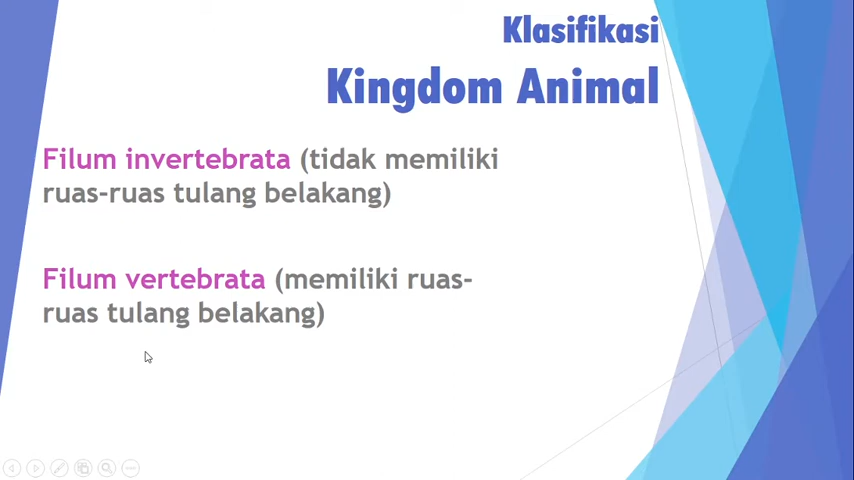 Klasifikasi
Kingdom Animal
Filum invertebrata (tidak memiliki
ruas-ruas tulang belakang)
Filum vertebrata (memiliki ruas-
ruas tulang belakang)